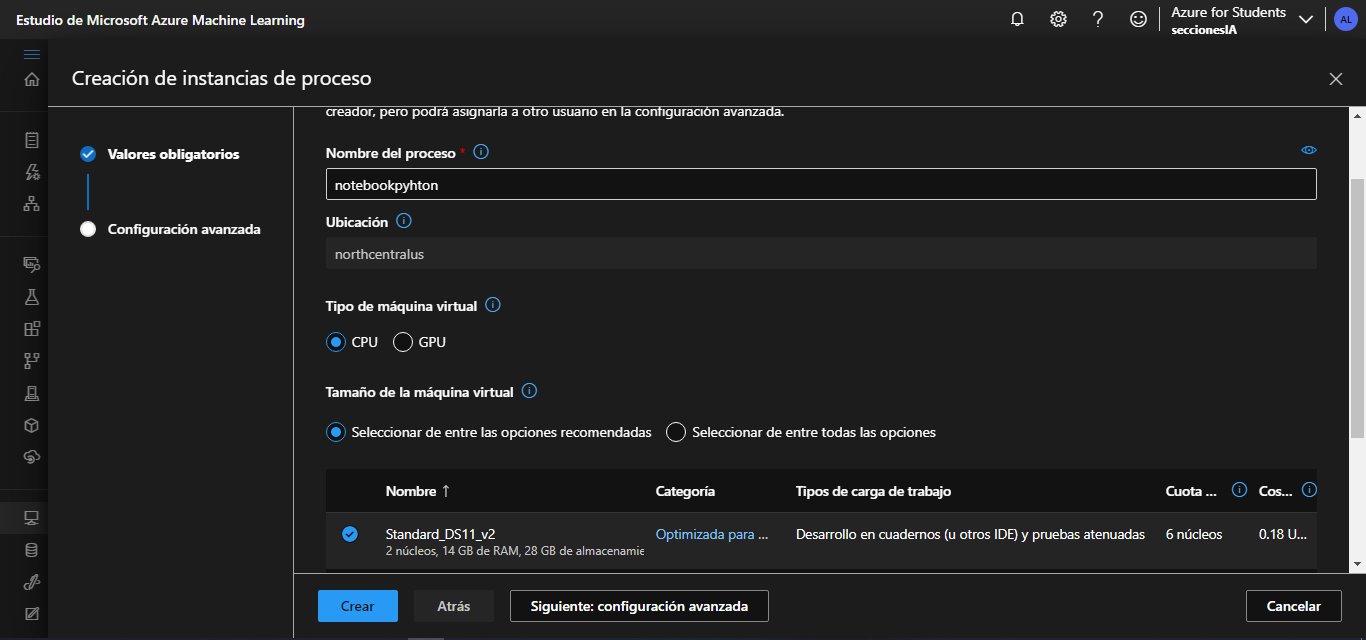 Estudio de Microsoft Azure Machine Learning
Azure for Students
seccionesIA
AL
Creación de instancias de proceso
creador, pero podrá asignarla a otro usuario en la configuración avanzada.
Valores obligatorios
Configuración avanzada
Nombre del proceso *
notebookpyhton
Ubicación
northcentralus
Tipo de máquina virtual
CPU GPU
Tamaño de la máquina virtual
Seleccionar de entre las opciones recomendadas Seleccionar de entre todas las opciones
Nombre ↑ Categoría Tipos de carga de trabajo Cuota ... Cos...
Standard_DS11_v2 Optimizada para ... Desarrollo en cuadernos (u otros IDE) y pruebas atenuadas 6 núcleos 0.18 U...
2 núcleos, 14 GB de RAM, 28 GB de almacenamie
Crear Atrás Siguiente: configuración avanzada Cancelar